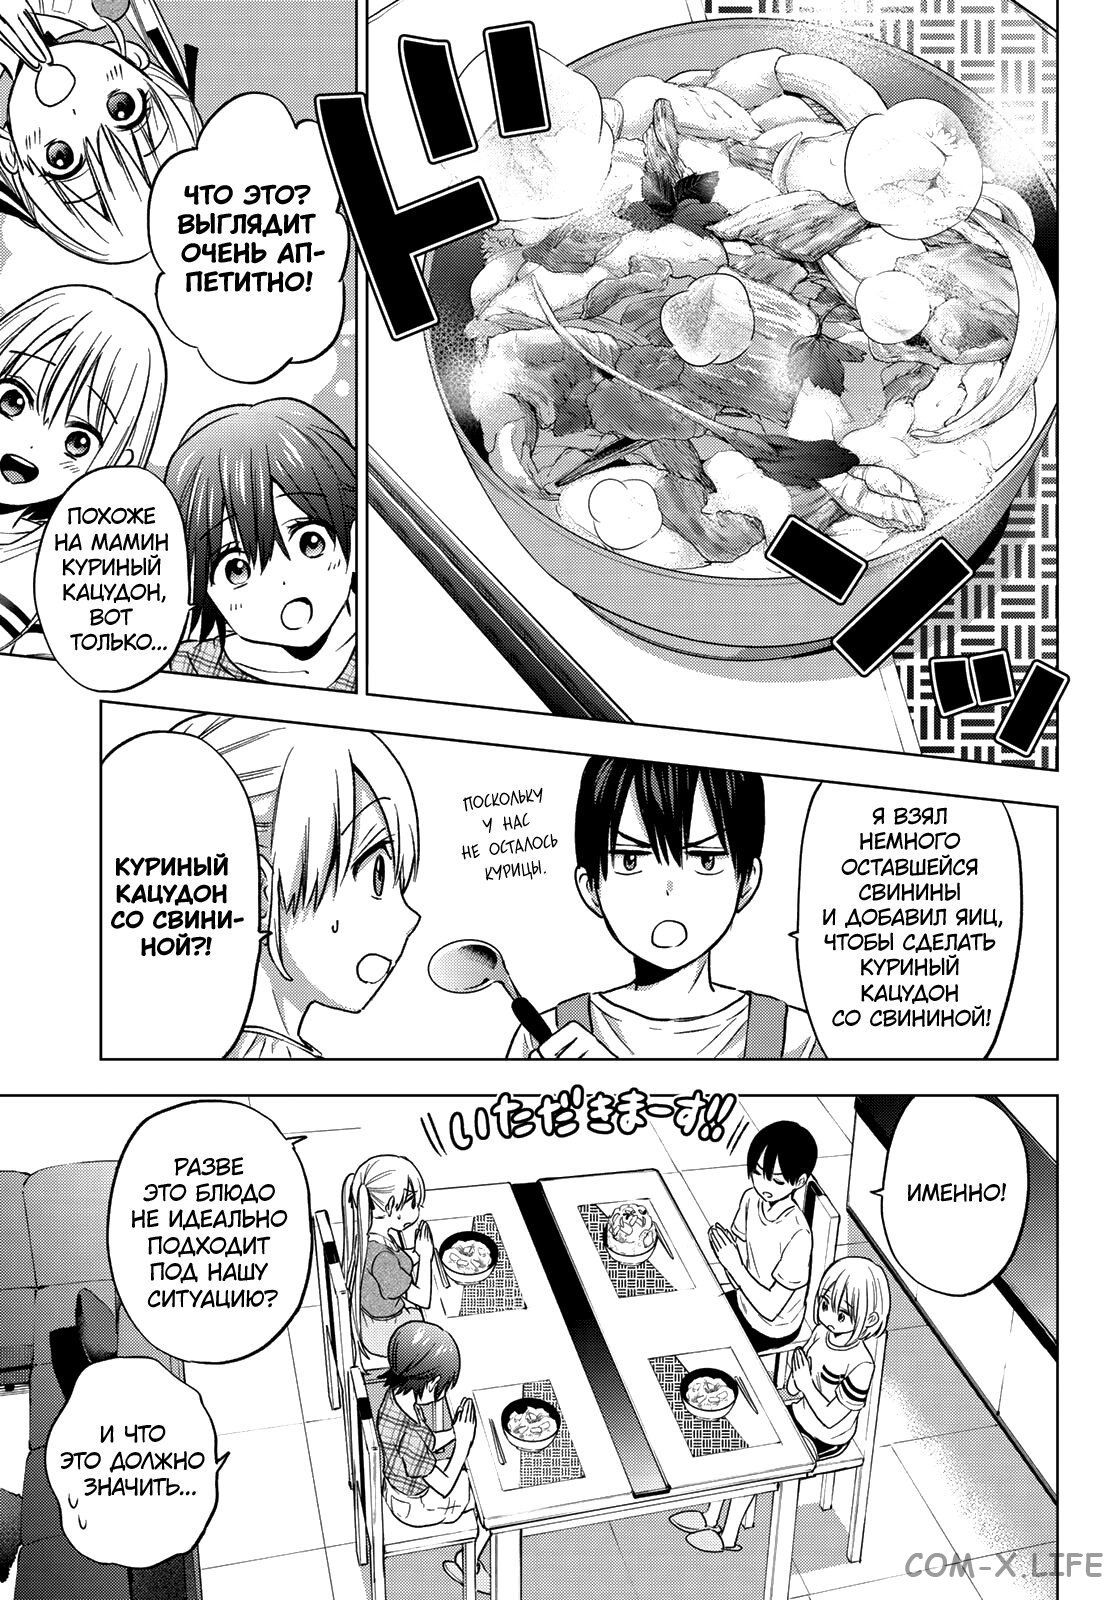 ドーーーン
ЧТО ЭТО?
ВЫГЛЯДИТ
ОЧЕНЬ АП-
ПЕТИТНО!
ПОХОЖЕ
НА МАМИН
КУРИНЫЙ
КАЦУДОН,
ВОТ
ТОЛЬКО...
Я ВЗЯЛ
НЕМНОГО
ОСТАВШЕЙСЯ
СВИНИНЫ
И ДОБАВИЛ ЯИЦ,
ЧТОБЫ СДЕЛАТЬ
КУРИНЫЙ
КАЦУДОН
СО СВИНИНОЙ!
ПОСКОЛЬКУ
У НАС
НЕ ОСТАЛОСЬ
КУРИЦЫ.
КУРИНЫЙ
КАЦУДОН
СО СВИНИ-
НОЙ?!
ИМЕННО!
いただきまーす!!
РАЗВЕ
ЭТО БЛЮДО
НЕ ИДЕАЛЬНО
ПОДХОДИТ
ПОД НАШУ
СИТУАЦИЮ?
И ЧТО
ЭТО ДОЛЖНО
ЗНАЧИТЬ...
COM-X.LIFE